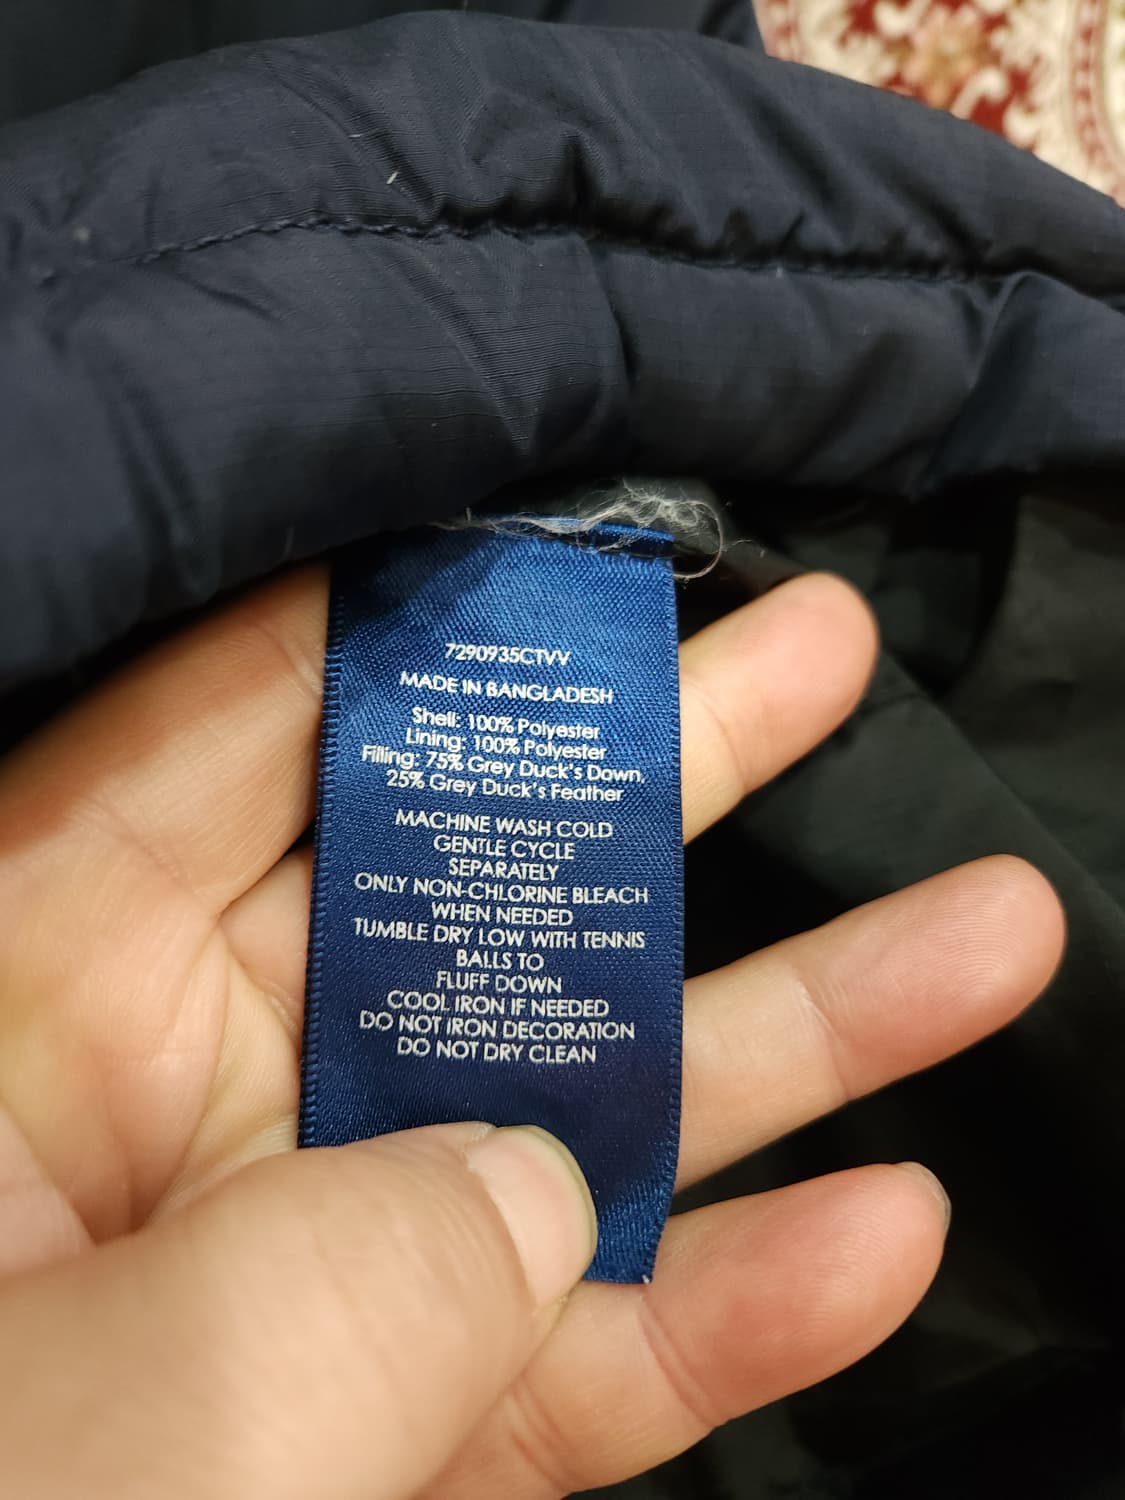 7290935CTVV
MADE IN BANGLADESH
Shell: 100% Polyester
Lining: 100% Polyester
Filling: 75% Grey Duck's Down,
25% Grey Duck's Feather
MACHINE WASH COLD
GENTLE CYCLE
SEPARATELY
ONLY NON-CHLORINE BLEACH
WHEN NEEDED
TUMBLE DRY LOW WITH TENNIS
BALLS TO
FLUFF DOWN
COOL IRON IF NEEDED
DO NOT IRON DECORATION
DO NOT DRY CLEAN